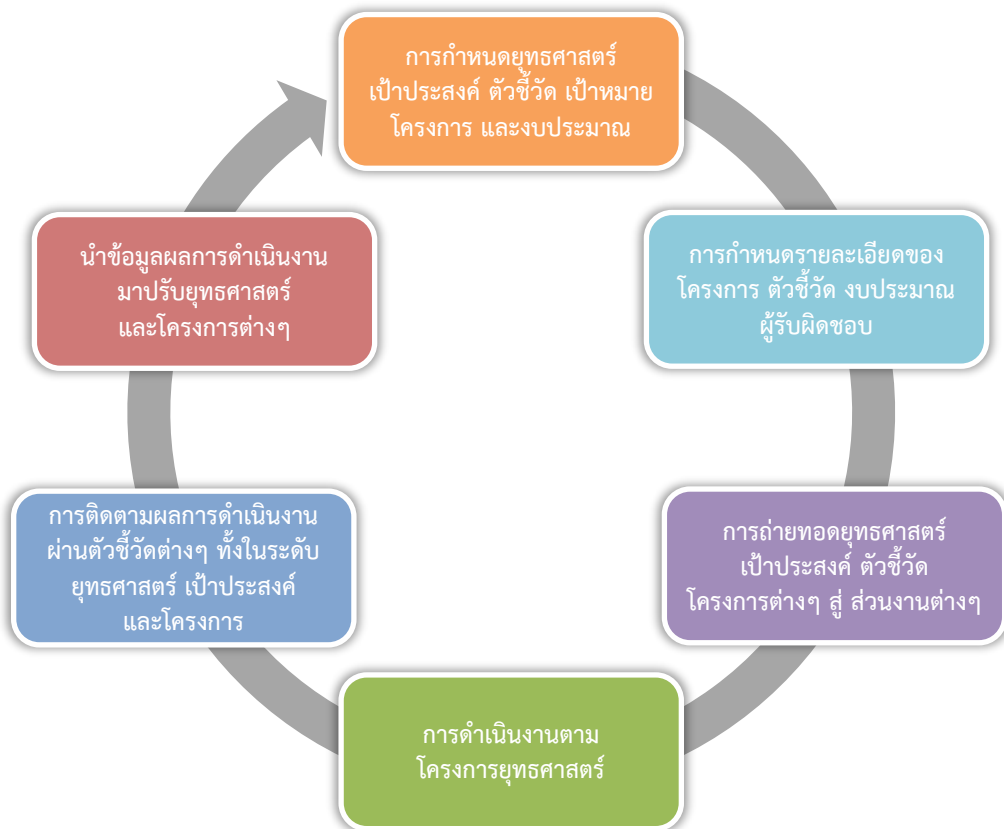 การกำหนดยุทธศาสตร์
เป้าประสงค์ ตัวชี้วัด เป้าหมาย
โครงการ และงบประมาณ
การกำหนดรายละเอียดของ
โครงการ ตัวชี้วัด งบประมาณ
ผู้รับผิดชอบ
การถ่ายทอดยุทธศาสตร์
เป้าประสงค์ ตัวชี้วัด
โครงการต่างๆ สู่ ส่วนงานต่างๆ
การดำเนินงานตาม
โครงการยุทธศาสตร์
การติดตามผลการดำเนินงาน
ผ่านตัวชี้วัดต่างๆ ทั้งในระดับ
ยุทธศาสตร์ เป้าประสงค์
และโครงการ
นำข้อมูลผลการดำเนินงาน
มาปรับยุทธศาสตร์
และโครงการต่างๆ